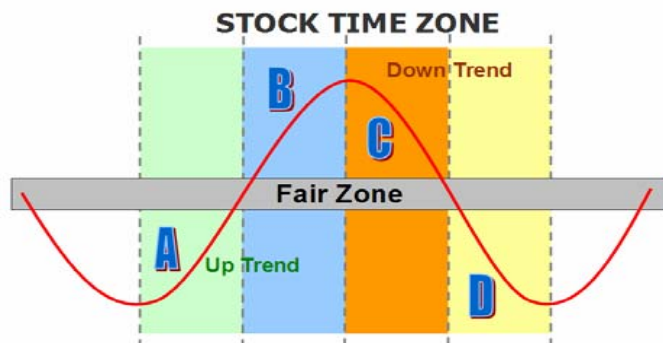 STOCK TIME ZONE
B
Down Trend
C
Fair Zone
A
Up Trend
D